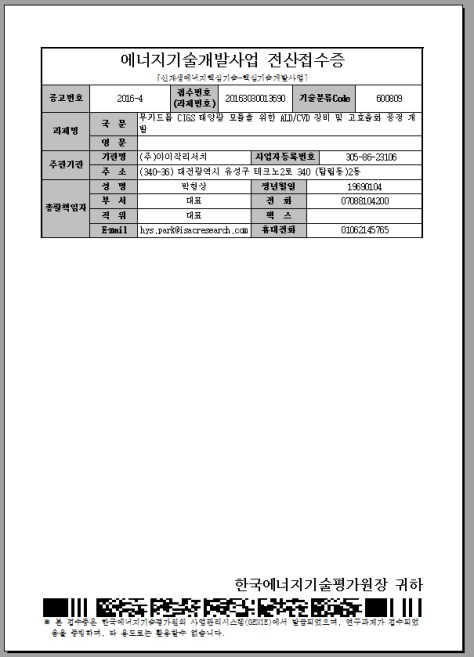 에너지기술개발사업 전산접수증
[신재생에너지핵심기술-핵심기술개발사업]
공고번호 2016-4 접수번호 (과제번호) 20163030013690 기술분류Code 600809
과제명 국 문 무카드뮴 CIGS 태양광 모듈을 위한 ALD/CVD 장비 및 고효율화 공정 개
발
영 문
주관기관 기관명 (주)아이작리서치 사업자등록번호 305-86-23106
주 소 (340-36) 대전광역시 유성구 테크노2로 340 (탑립동)2동
총괄책임자 성 명 박형상 생년월일 19690104
부 서 대표 전 화 07088104200
직 위 대표 팩 스
E-mail hys.park@isacresearch.com 휴대전화 01062145765
한국에너지기술평가원장 귀하
※ 본 접수증은 한국에너지기술평가원의 사업관리시스템(GENIE)에서 발급되었으며, 연구과제가 접수되었
음을 증빙하며, 타 용도로는 활용할수 없습니다.